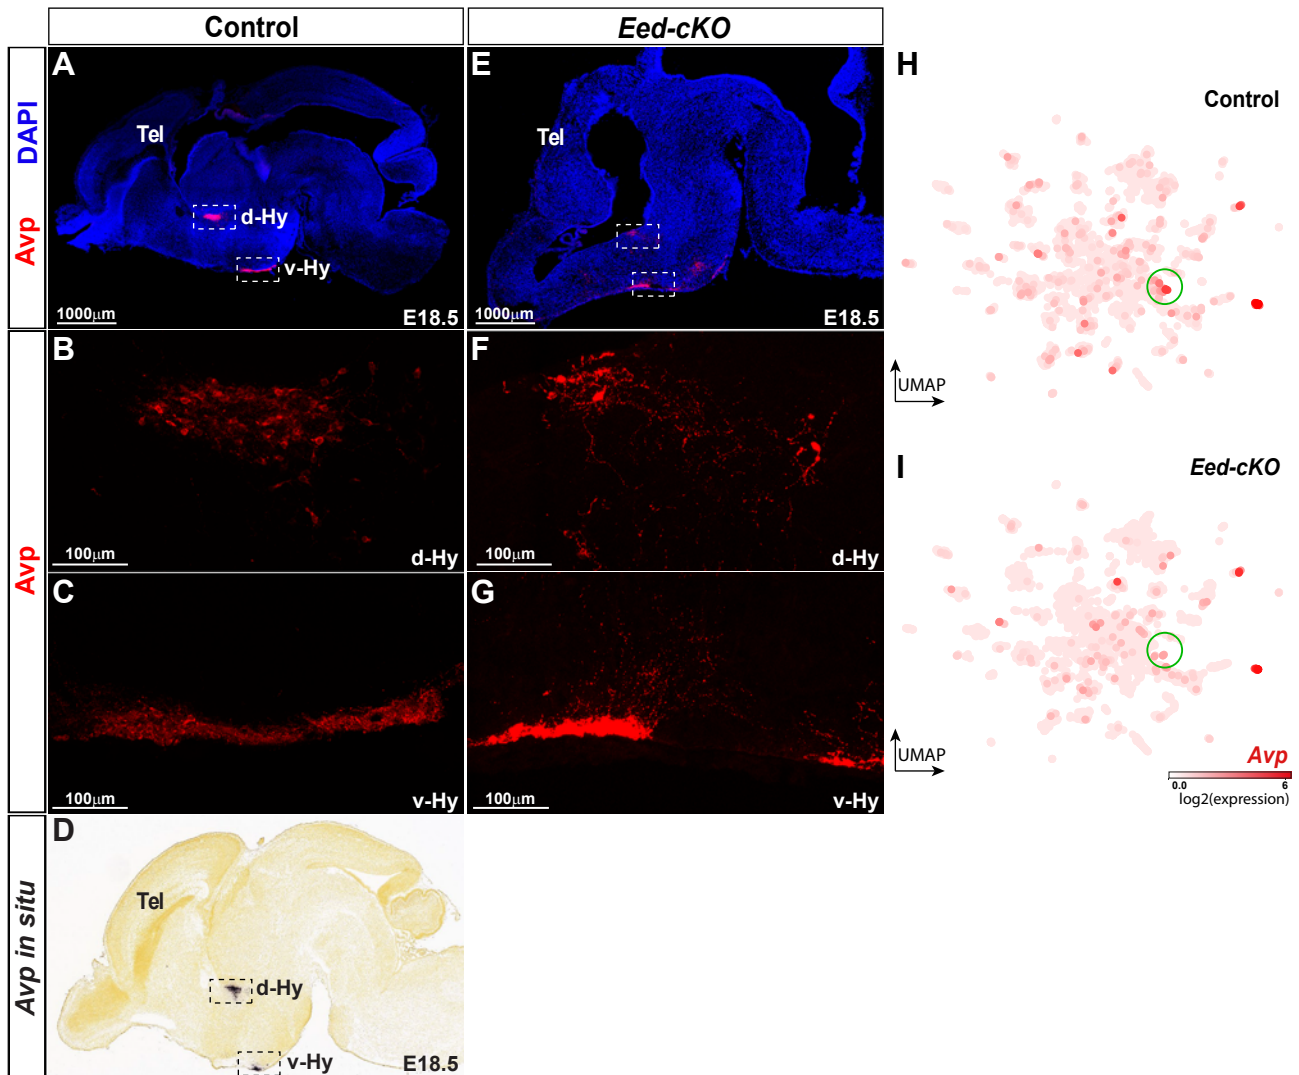 Control
Eed-cKO
DAPI
Avp
A
Tel
d-Hy
v-Hy
1000μm
E18.5
E
Tel
1000μm
E18.5
H
Control
UMAP
Avp
B
100μm
d-Hy
F
100μm
d-Hy
C
100μm
v-Hy
G
100μm
v-Hy
I
Eed-cKO
UMAP
Avp
0.0 6
log2(expression)
Avp in situ
D
Tel
d-Hy
v-Hy
E18.5